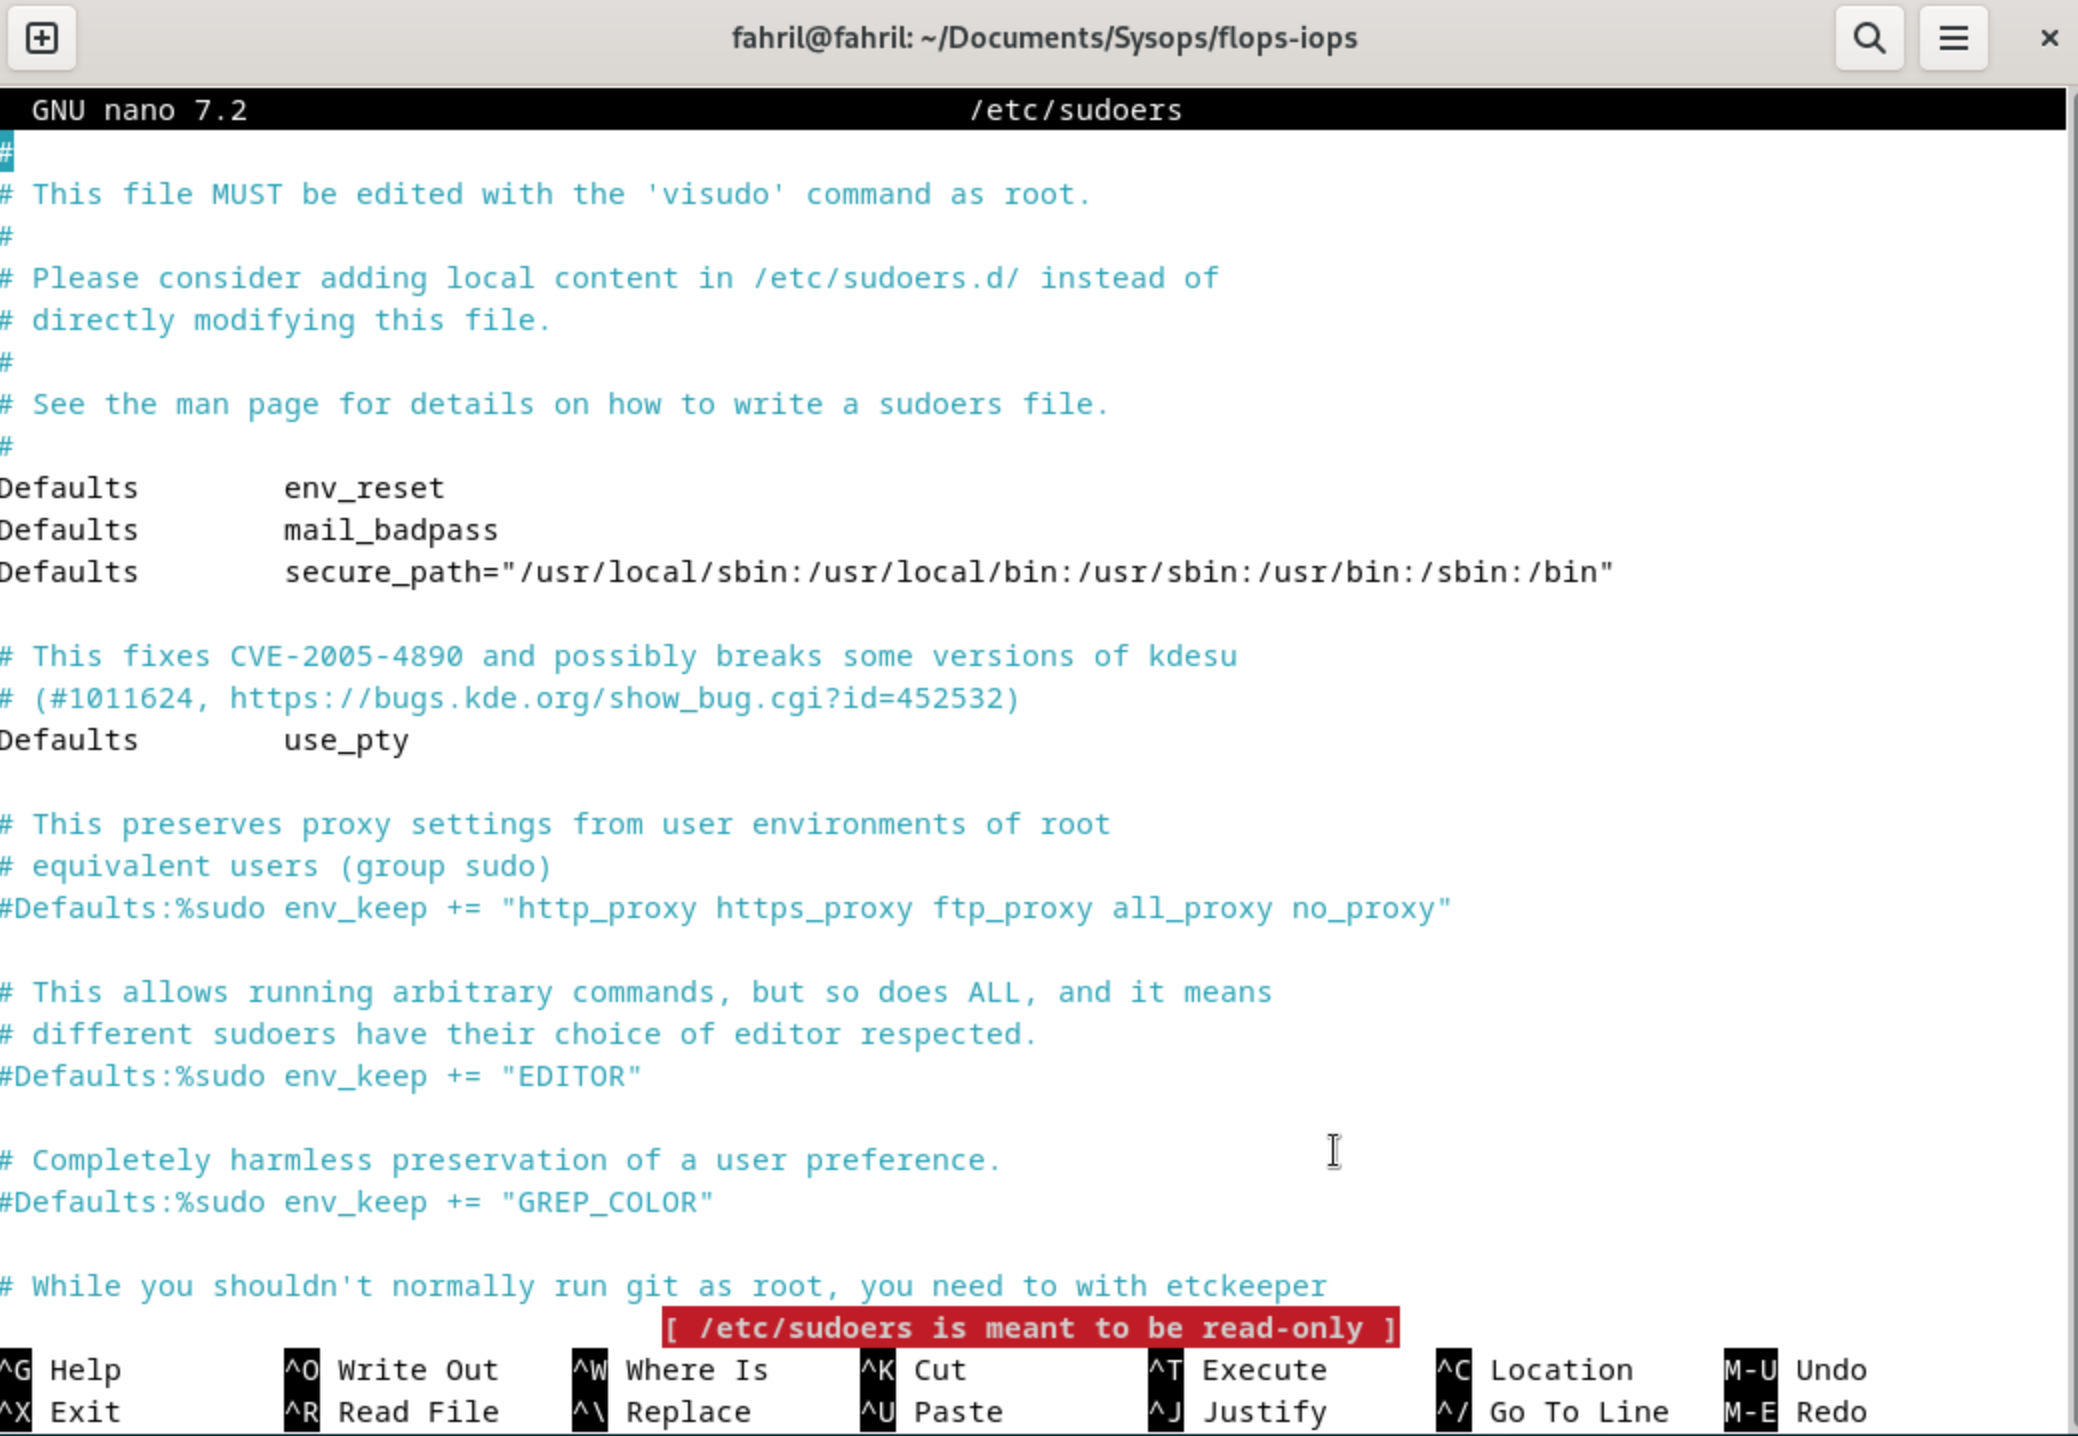 fahril@fahril: ~/Documents/Sysops/flops-iops
GNU nano 7.2 /etc/sudoers
#
# This file MUST be edited with the 'visudo' command as root.
#
# Please consider adding local content in /etc/sudoers.d/ instead of
# directly modifying this file.
#
# See the man page for details on how to write a sudoers file.
#
Defaults env_reset
Defaults mail_badpass
Defaults secure_path="/usr/local/sbin:/usr/local/bin:/usr/sbin:/usr/bin:/sbin:/bin"
# This fixes CVE-2005-4890 and possibly breaks some versions of kdesu
# (#1011624, https://bugs.kde.org/show_bug.cgi?id=452532)
Defaults use_pty
# This preserves proxy settings from user environments of root
# equivalent users (group sudo)
#Defaults:%sudo env_keep += "http_proxy https_proxy ftp_proxy all_proxy no_proxy"
# This allows running arbitrary commands, but so does ALL, and it means
# different sudoers have their choice of editor respected.
#Defaults:%sudo env_keep += "EDITOR"
# Completely harmless preservation of a user preference.
#Defaults:%sudo env_keep += "GREP_COLOR"
# While you shouldn't normally run git as root, you need to with etckeeper
[ /etc/sudoers is meant to be read-only ]
^G Help ^O Write Out ^W Where Is ^K Cut ^T Execute ^C Location M-U Undo
^X Exit ^R Read File ^\ Replace ^U Paste ^J Justify ^/ Go To Line M-E Redo